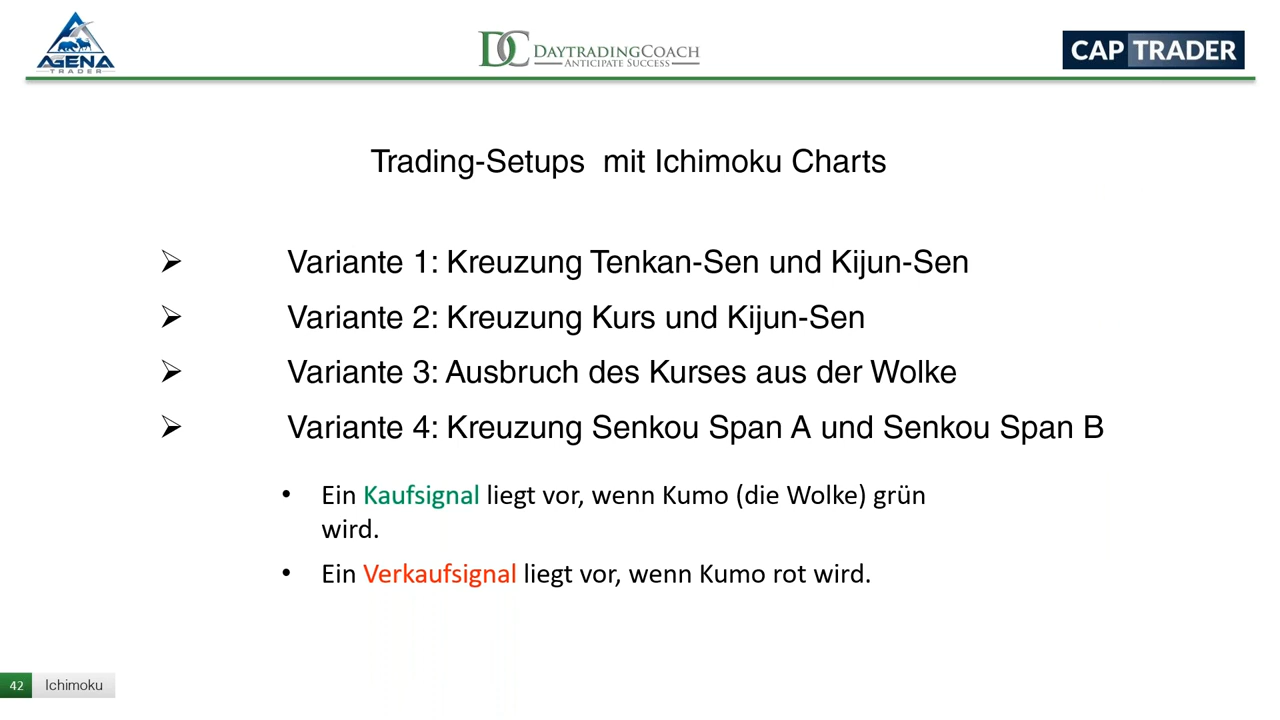 AGENA
TRADER
DC DAYTRADINGCOACH
ANTICIPATE SUCCESS
CAP TRADER
Trading-Setups mit Ichimoku Charts
➢ Variante 1: Kreuzung Tenkan-Sen und Kijun-Sen
➢ Variante 2: Kreuzung Kurs und Kijun-Sen
➢ Variante 3: Ausbruch des Kurses aus der Wolke
➢ Variante 4: Kreuzung Senkou Span A und Senkou Span B
• Ein Kaufsignal liegt vor, wenn Kumo (die Wolke) grün
wird.
• Ein Verkaufsignal liegt vor, wenn Kumo rot wird.
42 Ichimoku